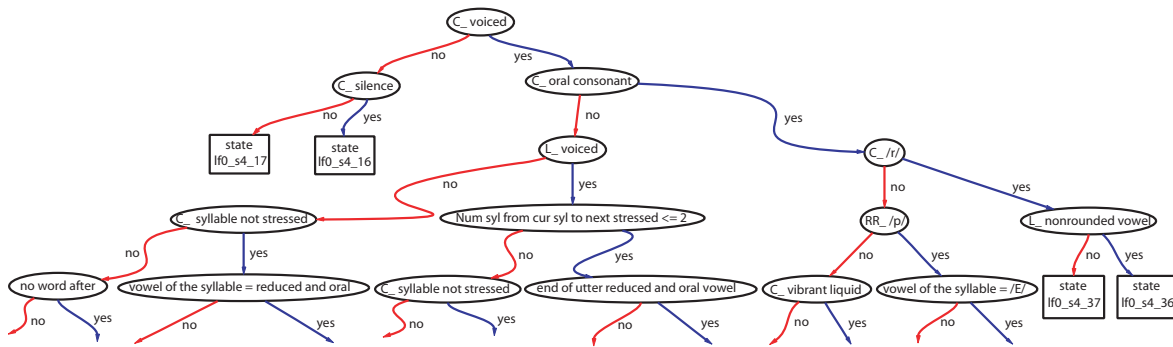 C_ voiced
no
yes
C_ silence
C_ oral consonant
no
yes
no
yes
state
lf0_s4_17
state
lf0_s4_16
L_ voiced
C_ /r/
no
yes
no
yes
C_ syllable not stressed
Num syl from cur syl to next stressed <= 2
RR_ /p/
L_ nonrounded vowel
no
yes
no
yes
no
yes
no
yes
no word after
vowel of the syllable = reduced and oral
C_ syllable not stressed
end of utter reduced and oral vowel
C_ vibrant liquid
vowel of the syllable = /E/
state
lf0_s4_37
state
lf0_s4_36
no
yes
no
yes
no
yes
no
yes
no
yes
no
yes